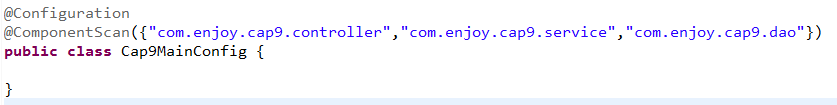 @Configuration
@ComponentScan({"com.enjoy.cap9.controller","com.enjoy.cap9.service","com.enjoy.cap9.dao"})
public class Cap9MainConfig {
}